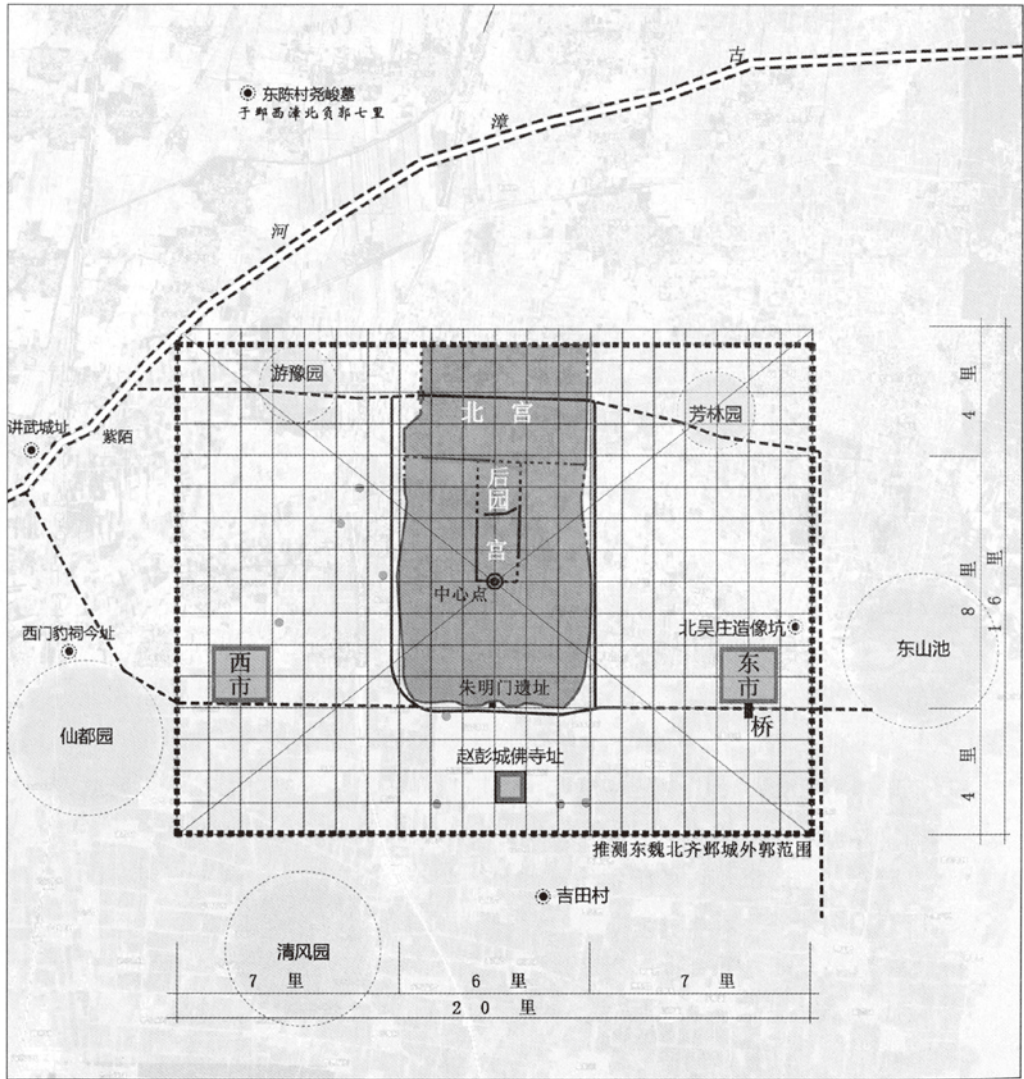 古
漳
河
东陈村尧峻墓
于邺西漳北负郭七里
游豫园
北宫
芳林园
讲武城址
紫陌
后园
宫
中心点
西门豹祠今址
北吴庄造像坑
东山池
西市
东市
朱明门遗址
桥
仙都园
赵彭城佛寺址
推测东魏北齐邺城外郭范围
吉田村
清风园
4里
8里
4里
16里
7里
6里
7里
20里